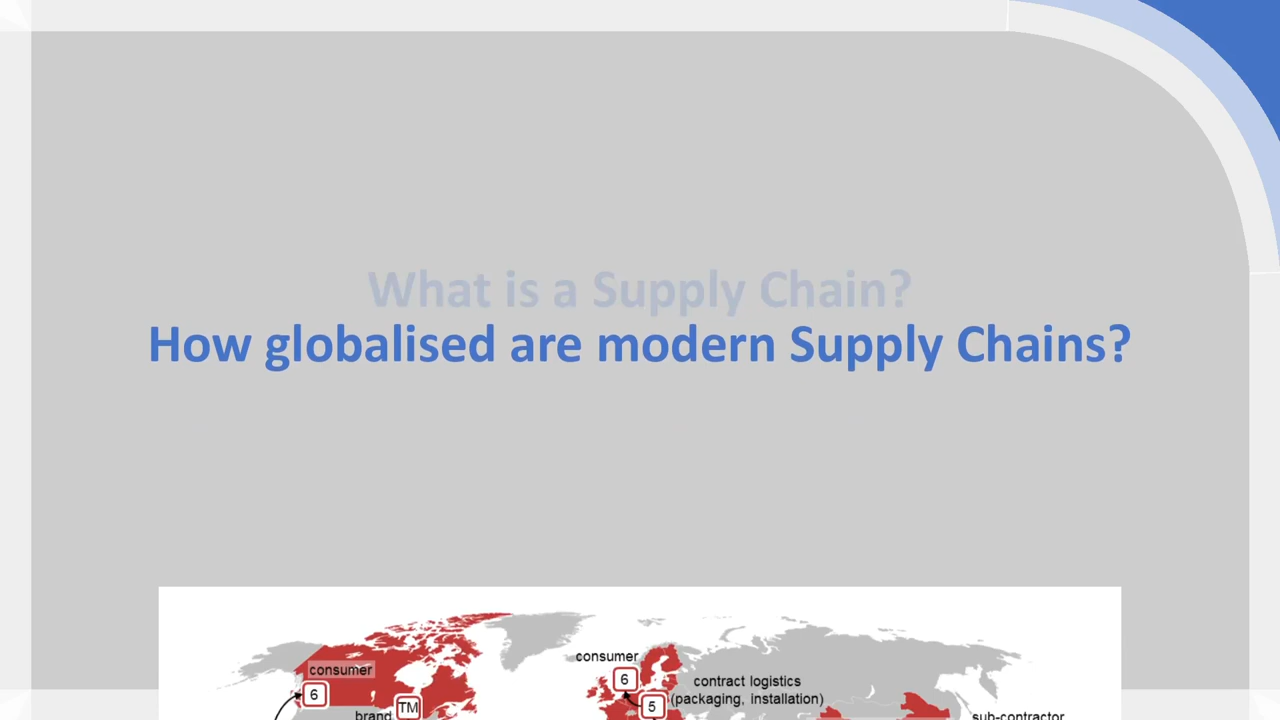 What is a Supply Chain?
How globalised are modern Supply Chains?
consumer
6
TM
brand
consumer
6
5
contract logistics
(packaging, installation)
sub-contractor